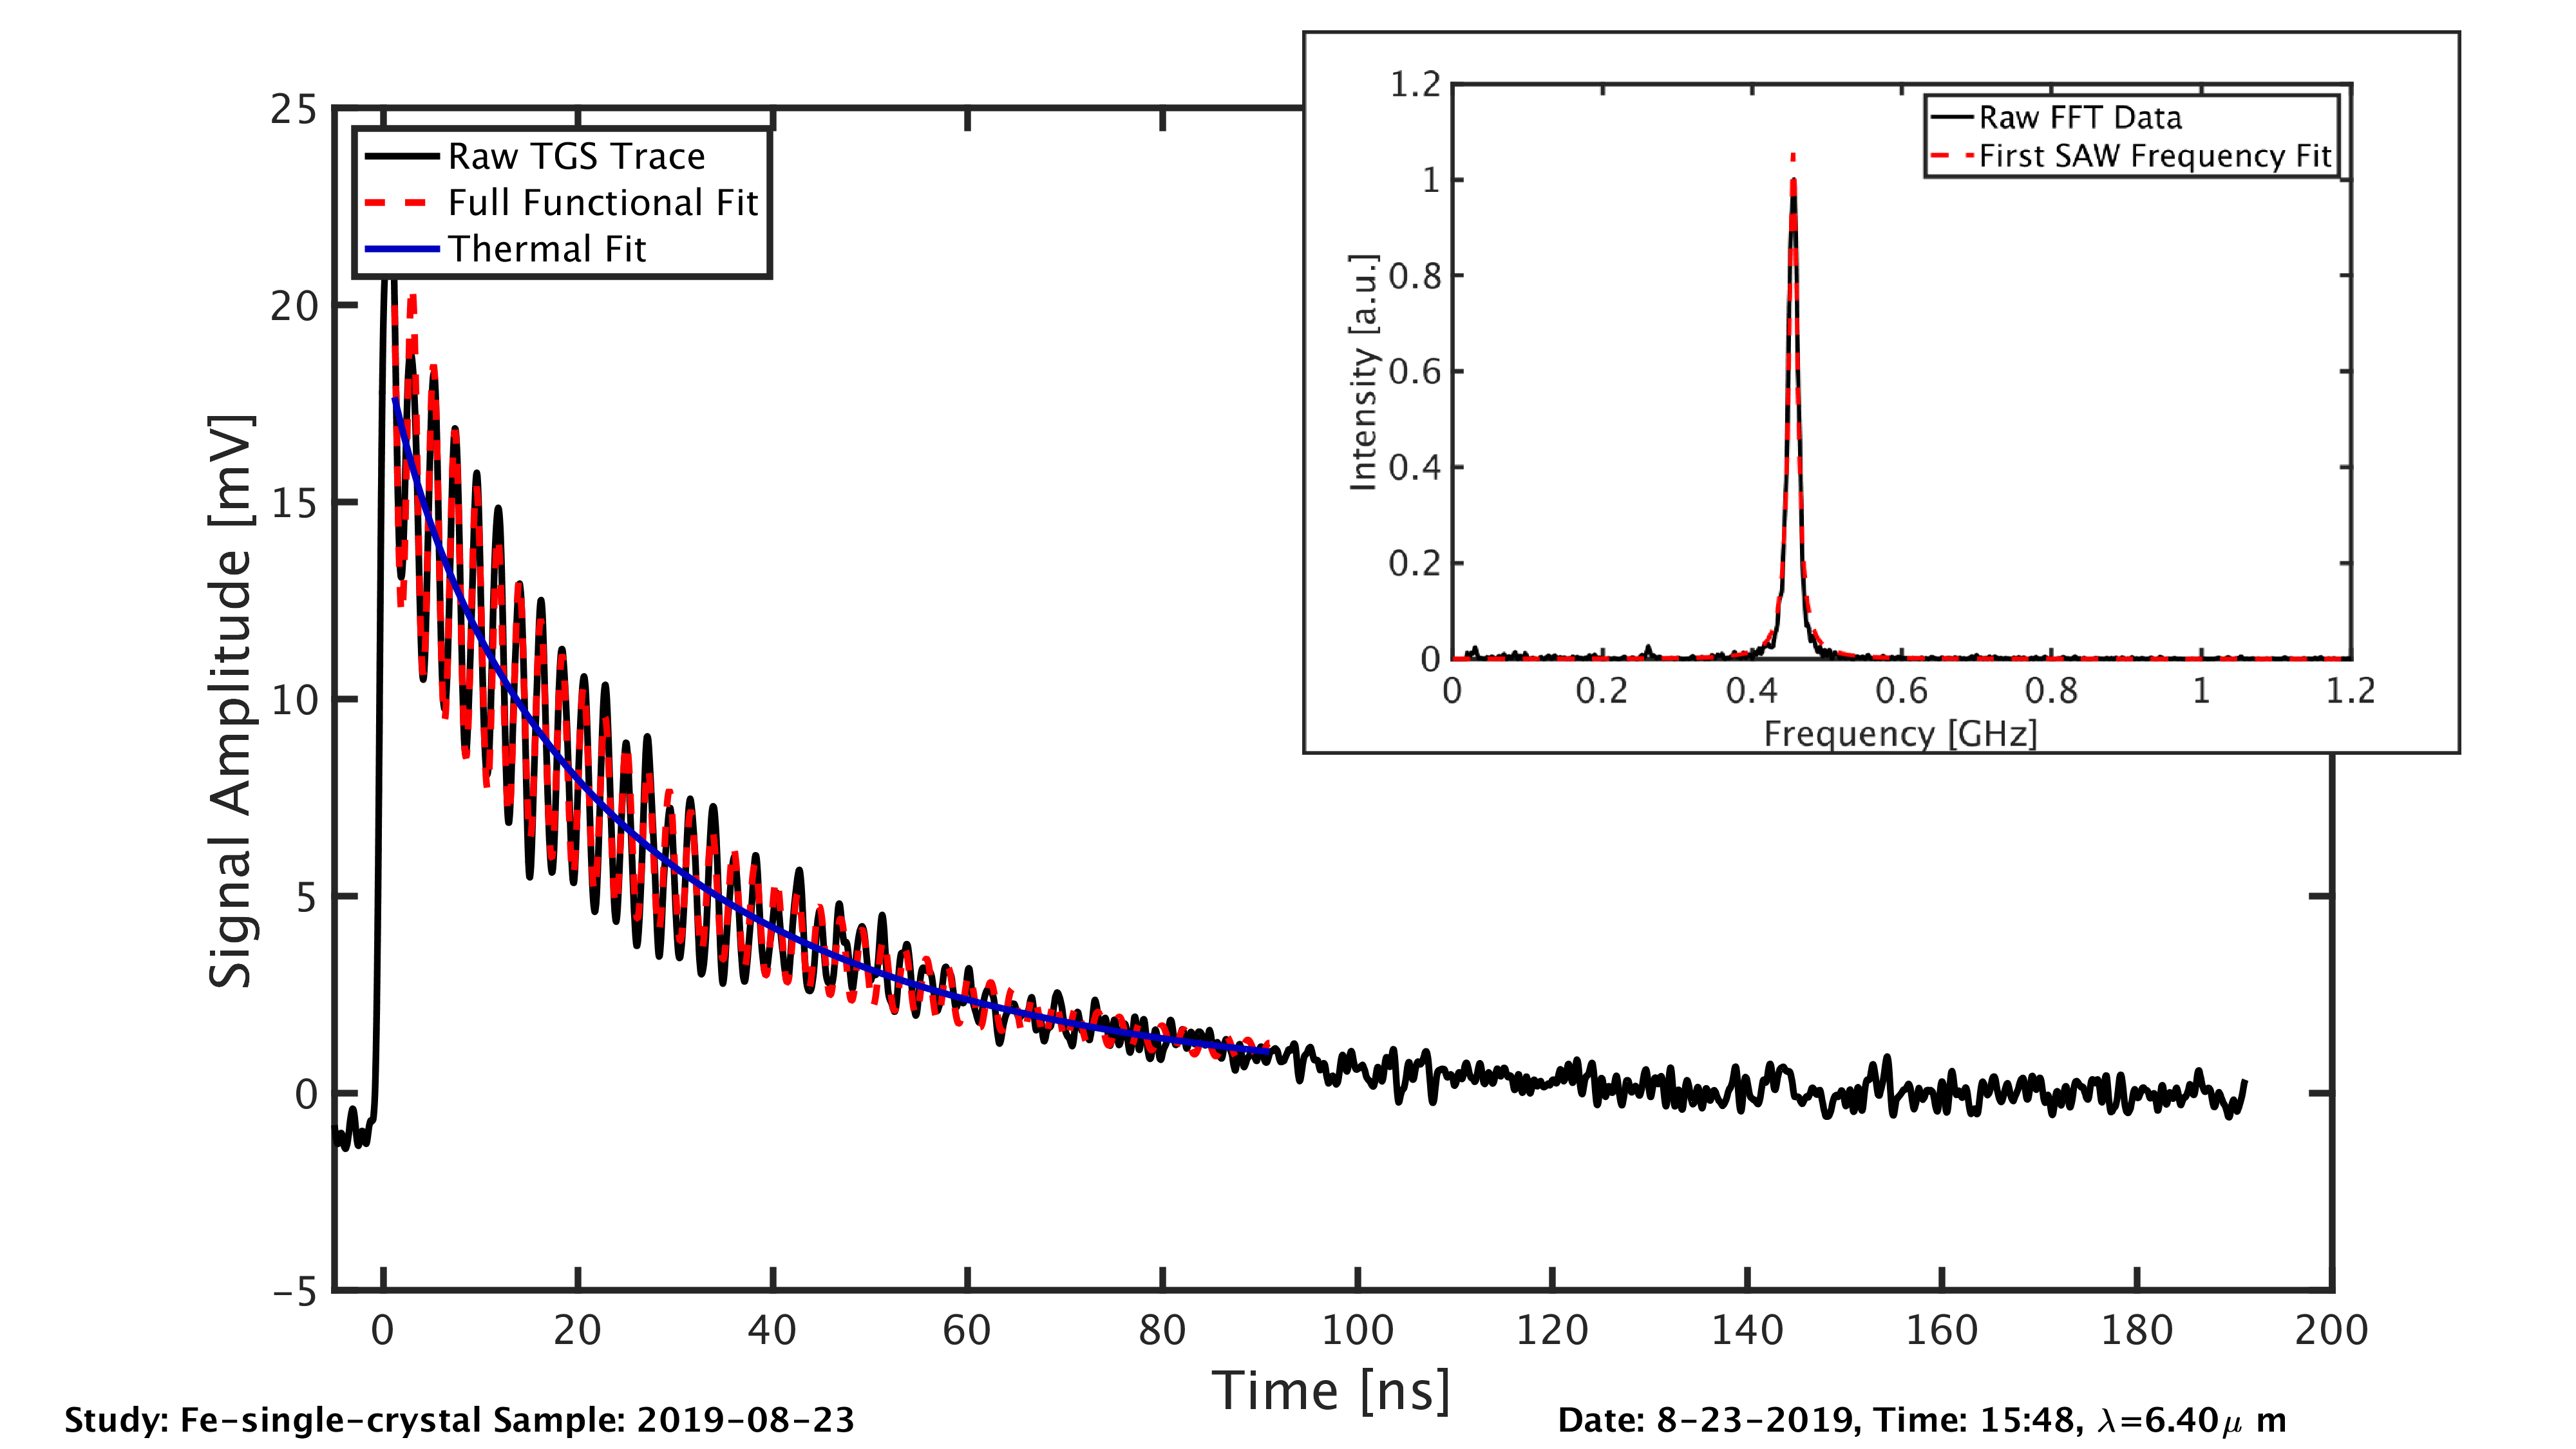 Raw TGS Trace
Full Functional Fit
Thermal Fit
Signal Amplitude [mV]
25
20
15
10
5
0
−5
0 20 40 60 80 100 120 140 160 180 200
Time [ns]
Raw FFT Data
First SAW Frequency Fit
Intensity [a.u.]
1.2
1
0.8
0.6
0.4
0.2
0
0 0.2 0.4 0.6 0.8 1 1.2
Frequency [GHz]
Study: Fe−single−crystal Sample: 2019−08−23
Date: 8−23−2019, Time: 15:48, λ=6.40μ m